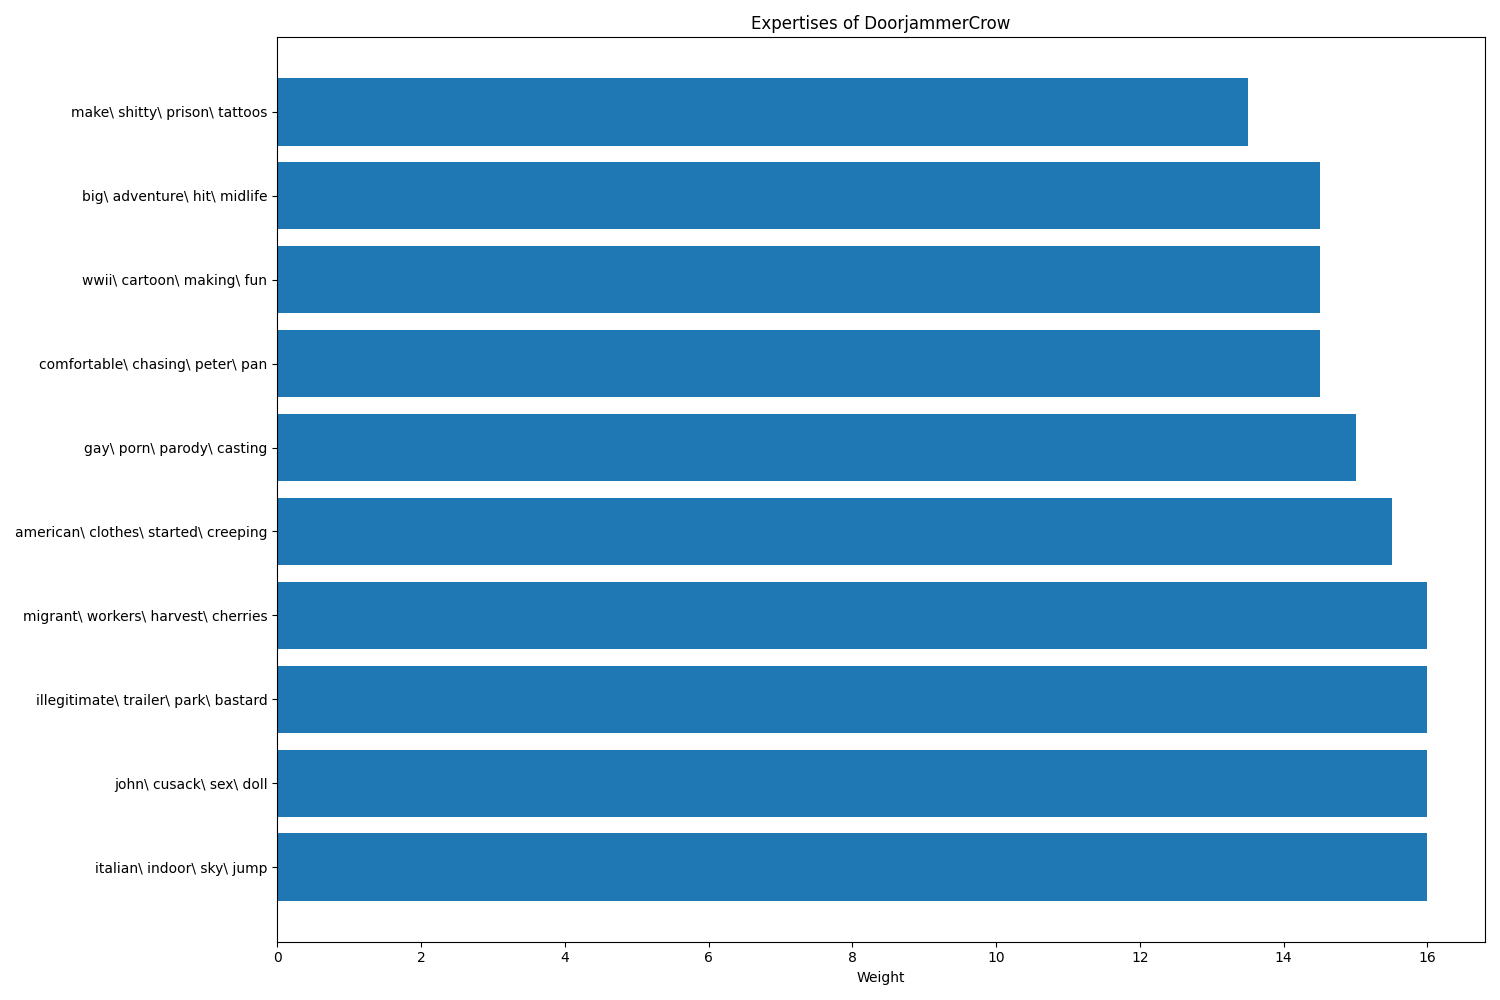 Expertises of DoorjammerCrow
make\ shitty\ prison\ tattoos
big\ adventure\ hit\ midlife
wwii\ cartoon\ making\ fun
comfortable\ chasing\ peter\ pan
gay\ porn\ parody\ casting
american\ clothes\ started\ creeping
migrant\ workers\ harvest\ cherries
illegitimate\ trailer\ park\ bastard
john\ cusack\ sex\ doll
italian\ indoor\ sky\ jump
0 2 4 6 8 10 12 14 16
Weight